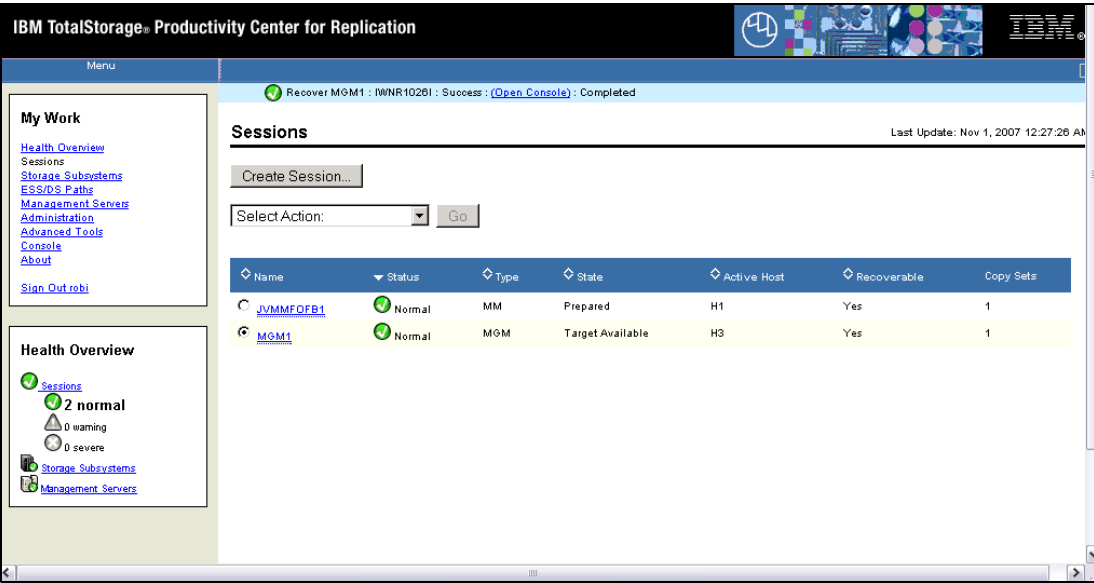 IBM TotalStorage® Productivity Center for Replication
IBM®
Menu
Recover MGM1 : IWNR1026I : Success : (Open Console) : Completed
My Work
Health Overview
Sessions
Storage Subsystems
ESS/DS Paths
Management Servers
Administration
Advanced Tools
Console
About
Sign Out robi
Health Overview
Sessions
2 normal
0 warning
0 severe
Storage Subsystems
Management Servers
Sessions
Last Update: Nov 1, 2007 12:27:26 AM
Create Session...
Select Action: Go
Name Status Type State Active Host Recoverable Copy Sets
JVMMFOFB1 Normal MM Prepared H1 Yes 1
MGM1 Normal MGM Target Available H3 Yes 1